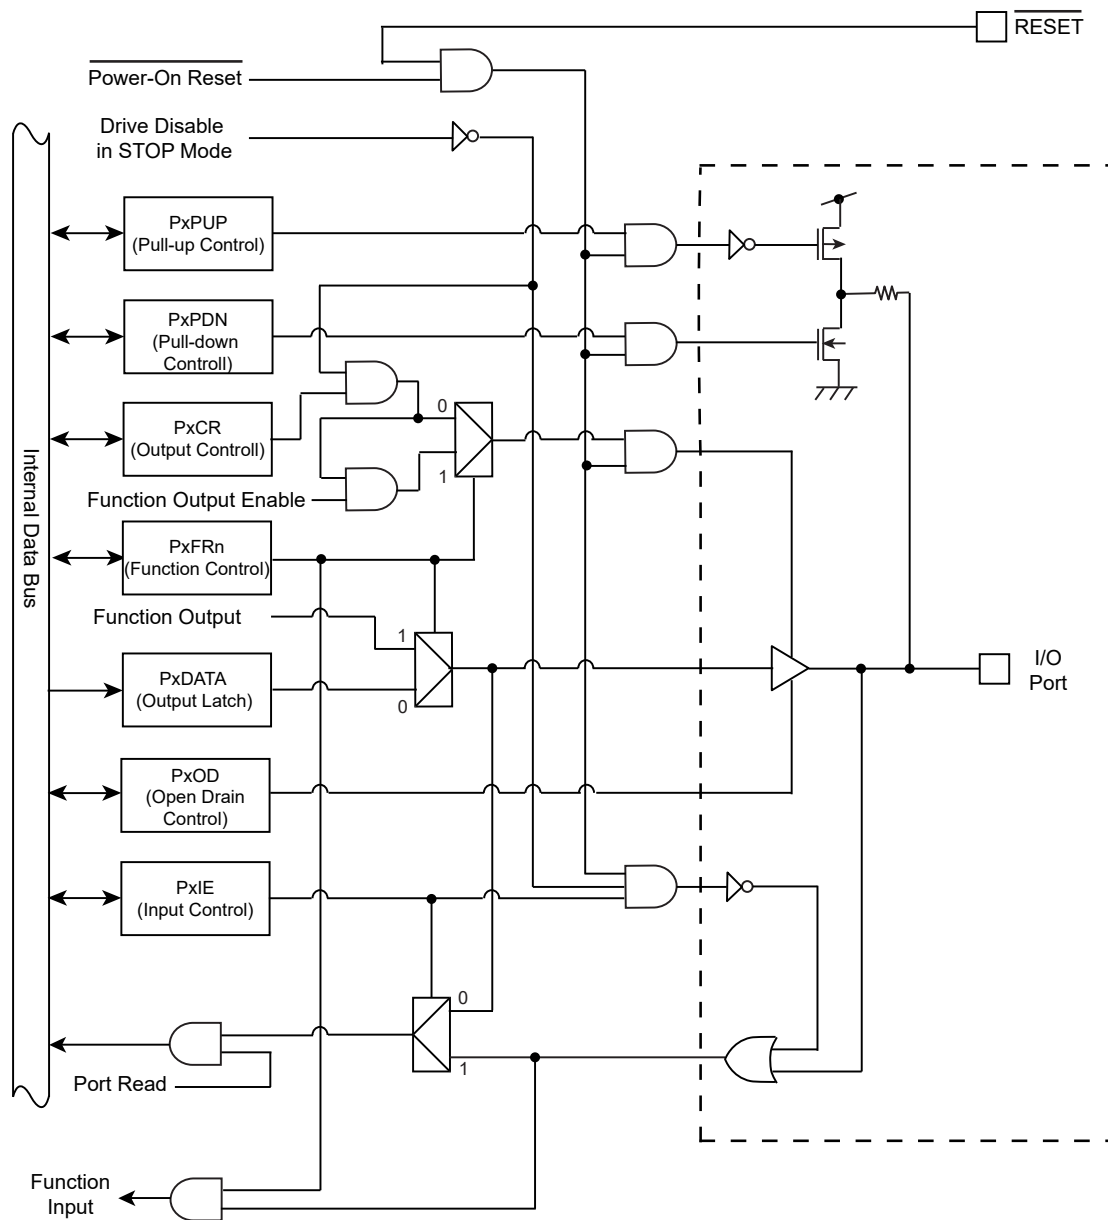 RESET
Power-On Reset
Drive Disable
in STOP Mode
PxPUP
(Pull-up Control)
PxPDN
(Pull-down
Controll)
PxCR
(Output Controll)
0
1
Function Output Enable
PxFRn
(Function Control)
Internal Data Bus
Function Output
1
0
PxDATA
(Output Latch)
I/O
Port
PxOD
(Open Drain
Control)
PxIE
(Input Control)
0
1
Port Read
Function
Input